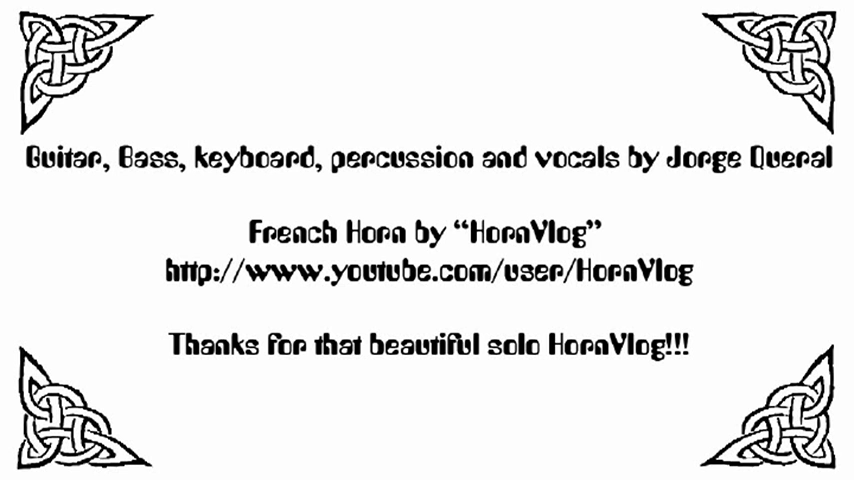 Guitar, Bass, keyboard, percussion and vocals by Jorge Queral
French Horn by “HornVlog”
http://www.youtube.com/user/HornVlog
Thanks for that beautiful solo HornVlog!!!